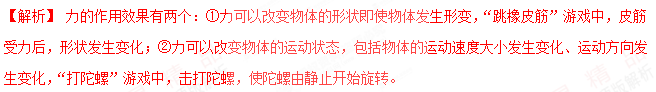 【解析】 力的作用效果有两个：①力可以改变物体的形状即使物体发生形变，“跳橡皮筋”游戏中，皮筋
受力后，形状发生变化；②力可以改变物体的运动状态，包括物体的运动速度大小发生变化、运动方向发
生变化，“打陀螺”游戏中，击打陀螺，使陀螺由静止开始旋转。